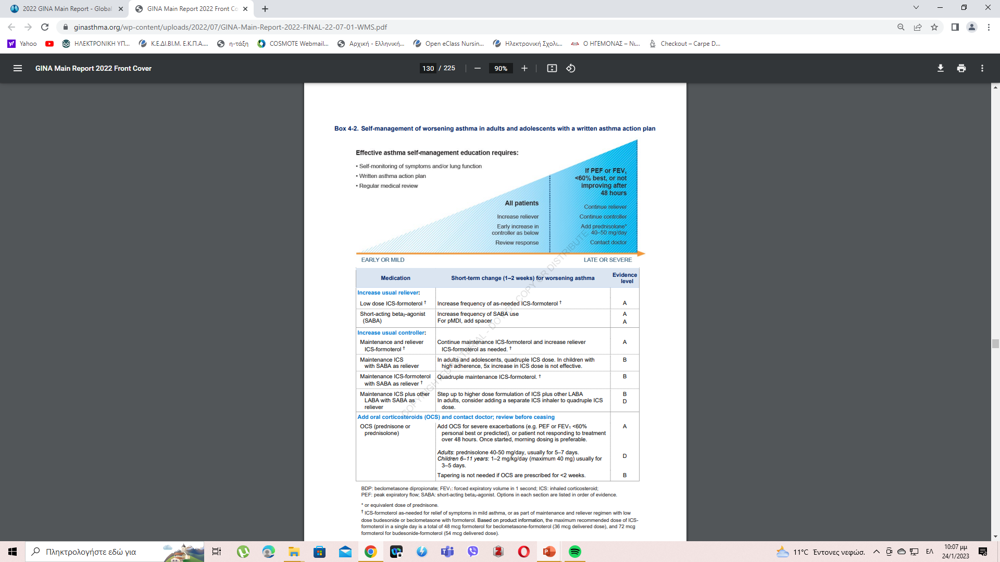 2022 GINA Main Report - Global
GINA Main Report 2022 Front Co
ginasthma.org/wp-content/uploads/2022/07/GINA-Main-Report-2022-FINAL-22-07-01-WMS.pdf
Yahoo
ΗΛΕΚΤΡΟΝΙΚΗ ΥΠ...
Κ.Ε.ΔΙ.ΒΙ.Μ. Ε.Κ.Π.Α....
η-τάξη
COSMOTE Webmail...
Αρχική - Ελληνική...
Open eClass Nursin...
Ηλεκτρονική Σχολι...
Ο ΗΓΕΜΟΝΑΣ – Νι...
Checkout – Carpe D...
GINA Main Report 2022 Front Cover
130 / 225
90%
Box 4-2. Self-management of worsening asthma in adults and adolescents with a written asthma action plan
Effective asthma self-management education requires:
• Self-monitoring of symptoms and/or lung function
• Written asthma action plan
• Regular medical review
All patients
Increase reliever
Early increase in
controller as below
Review response
If PEF or FEV₁
<60% best, or not
improving after
48 hours
Continue reliever
Continue controller
Add prednisolone*
40–50 mg/day
Contact doctor
EARLY OR MILD
LATE OR SEVERE
COPYRIGHTED MATERIAL - DO NOT COPY OR DISTRIBUTE
Medication
Short-term change (1–2 weeks) for worsening asthma
Evidence
level
Increase usual reliever:
Low dose ICS-formoterol †
Increase frequency of as-needed ICS-formoterol †
A
Short-acting beta₂-agonist
(SABA)
Increase frequency of SABA use
For pMDI, add spacer
A
A
Increase usual controller:
Maintenance and reliever
ICS-formoterol †
Continue maintenance ICS-formoterol and increase reliever
ICS-formoterol as needed. †
A
Maintenance ICS
with SABA as reliever
In adults and adolescents, quadruple ICS dose. In children with
high adherence, 5x increase in ICS dose is not effective.
B
Maintenance ICS-formoterol
with SABA as reliever †
Quadruple maintenance ICS-formoterol. †
B
Maintenance ICS plus other
LABA with SABA as
reliever
Step up to higher dose formulation of ICS plus other LABA
In adults, consider adding a separate ICS inhaler to quadruple ICS
dose.
B
D
Add oral corticosteroids (OCS) and contact doctor; review before ceasing
OCS (prednisone or
prednisolone)
Add OCS for severe exacerbations (e.g. PEF or FEV₁ <60%
personal best or predicted), or patient not responding to treatment
over 48 hours. Once started, morning dosing is preferable.
A
Adults: prednisolone 40-50 mg/day, usually for 5–7 days.
Children 6–11 years: 1–2 mg/kg/day (maximum 40 mg) usually for
3–5 days.
D
Tapering is not needed if OCS are prescribed for <2 weeks.
B
BDP: beclometasone dipropionate; FEV₁: forced expiratory volume in 1 second; ICS: inhaled corticosteroid;
PEF: peak expiratory flow; SABA: short-acting beta₂-agonist. Options in each section are listed in order of evidence.
* or equivalent dose of prednisone.
† ICS-formoterol as-needed for relief of symptoms in mild asthma, or as part of maintenance and reliever regimen with low
dose budesonide or beclometasone with formoterol. Based on product information, the maximum recommended dose of ICS-
formoterol in a single day is a total of 48 mcg formoterol for beclometasone-formoterol (36 mcg delivered dose), and 72 mcg
formoterol for budesonide-formoterol (54 mcg delivered dose).
Πληκτρολογήστε εδώ για
11°C Έντονες νεφώσ.
ΕΛ
10:07 μμ
24/1/2023